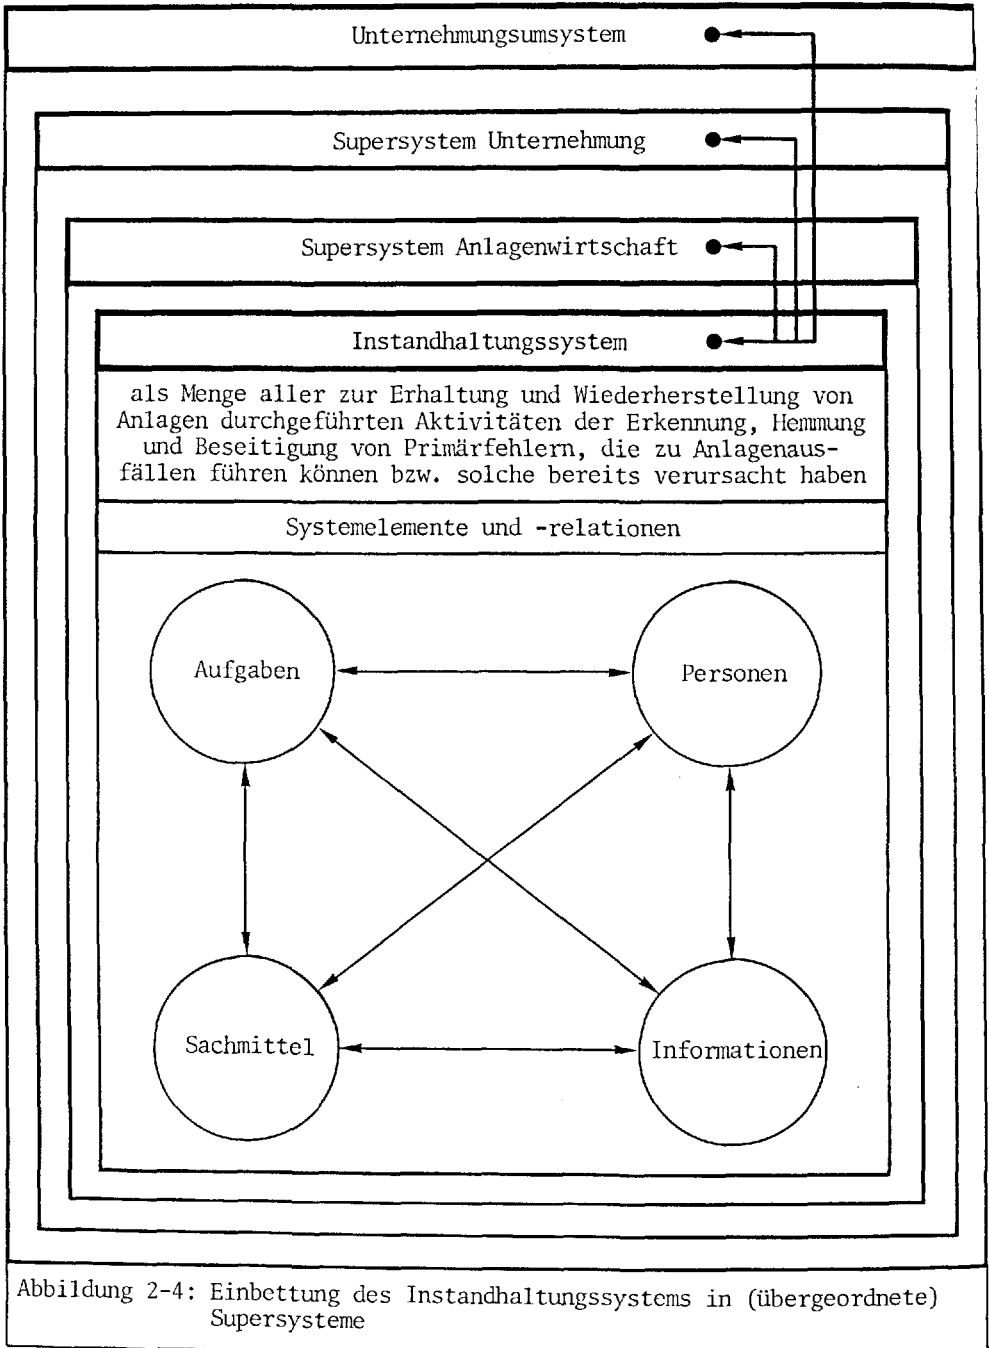 Unternehmungsumsystem
Supersystem Unternehmung
Supersystem Anlagenwirtschaft
Instandhaltungssystem
als Menge aller zur Erhaltung und Wiederherstellung von
Anlagen durchgeführten Aktivitäten der Erkennung, Hemmung
und Beseitigung von Primärfehlern, die zu Anlagenaus-
fällen führen können bzw. solche bereits verursacht haben
Systemelemente und -relationen
Aufgaben
Personen
Sachmittel
Informationen
Abbildung 2-4: Einbettung des Instandhaltungssystems in (übergeordnete)
Supersysteme